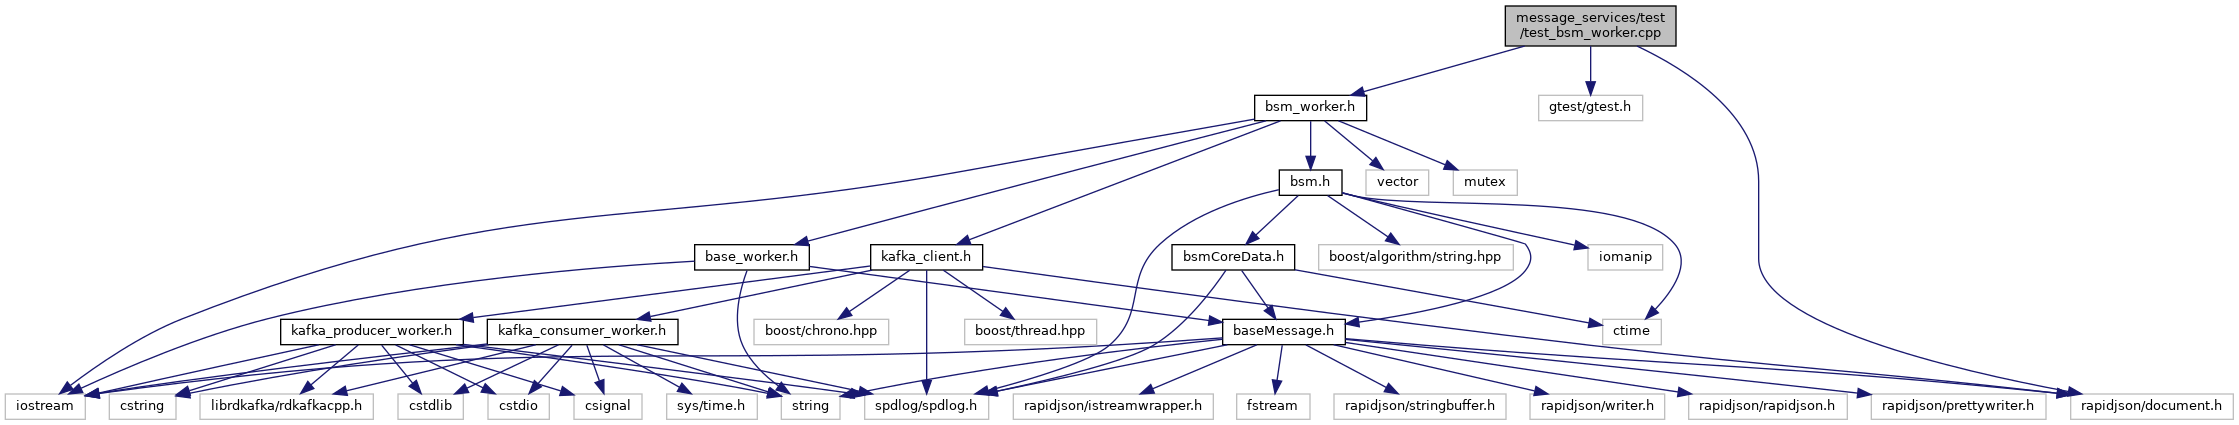 message_services/test
/test_bsm_worker.cpp
bsm_worker.h
gtest/gtest.h
bsm.h
vector
mutex
base_worker.h
kafka_client.h
bsmCoreData.h
boost/algorithm/string.hpp
iomanip
kafka_producer_worker.h
kafka_consumer_worker.h
boost/chrono.hpp
boost/thread.hpp
baseMessage.h
ctime
iostream
cstring
librdkafka/rdkafkacpp.h
cstdlib
cstdio
csignal
sys/time.h
string
spdlog/spdlog.h
rapidjson/istreamwrapper.h
fstream
rapidjson/stringbuffer.h
rapidjson/writer.h
rapidjson/rapidjson.h
rapidjson/prettywriter.h
rapidjson/document.h